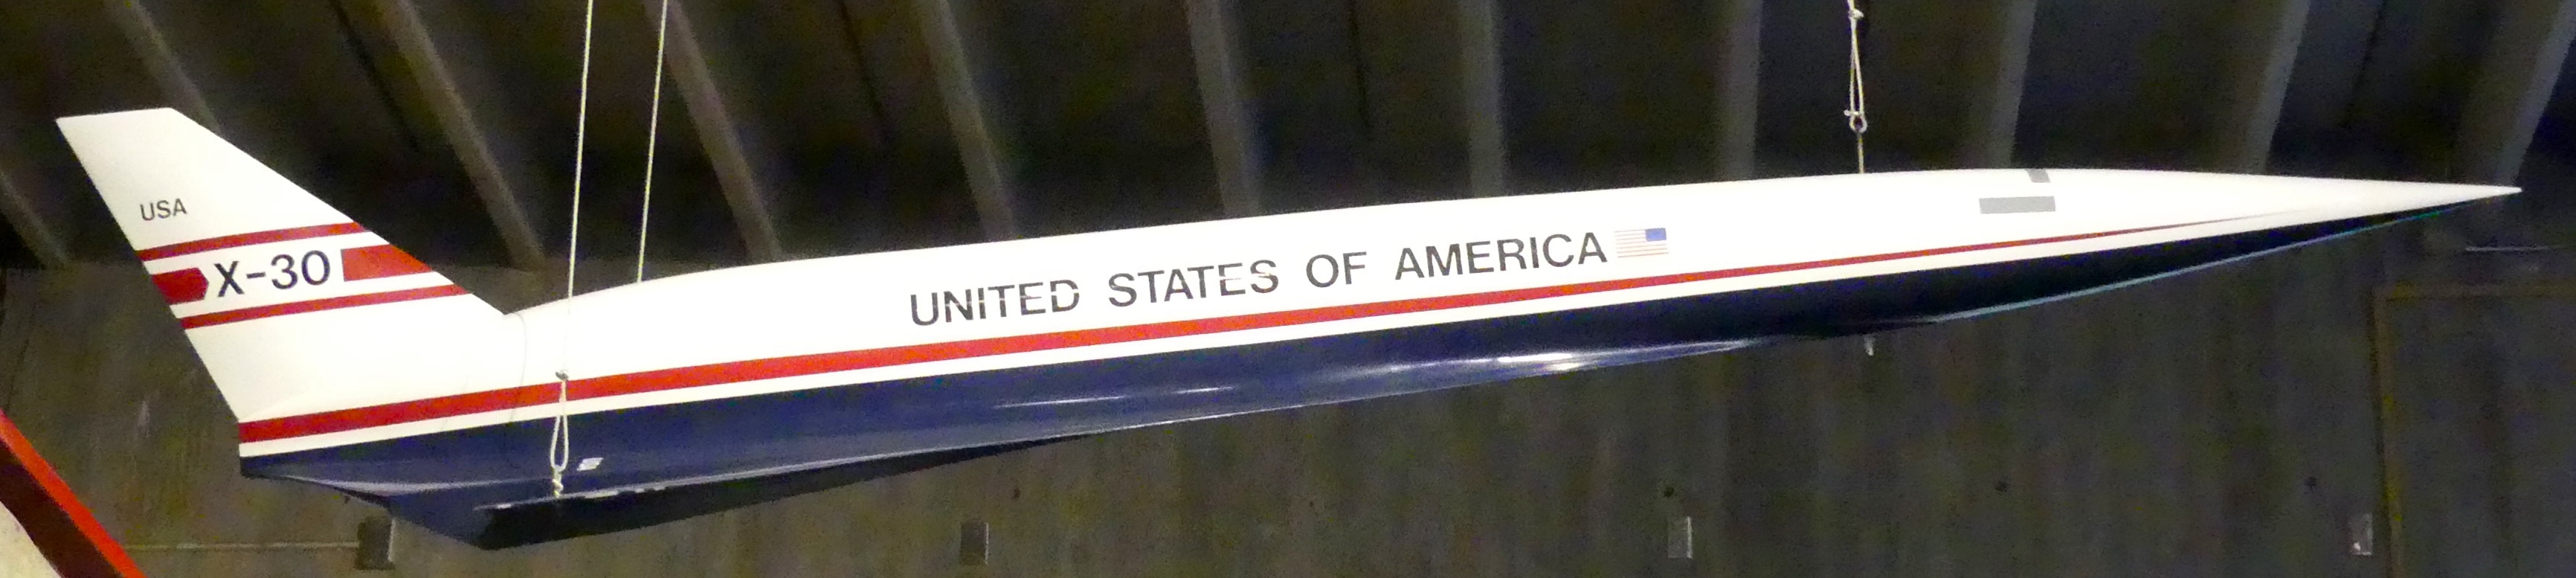 USA
X-30
UNITED STATES OF AMERICA